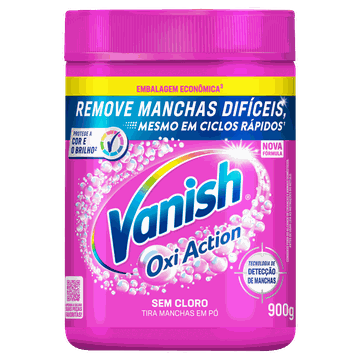 EMBALAGEM ECONÔMICA³
REMOVE MANCHAS DIFÍCEIS,
MESMO EM CICLOS RÁPIDOS¹
PROTEGE A
COR E
O BRILHO²
NOVA
FÓRMULA
Vanish
Oxi Action
TECNOLOGIA DE
DETECÇÃO
DE MANCHAS
SEM CLORO
TIRA MANCHAS EM PÓ
900g